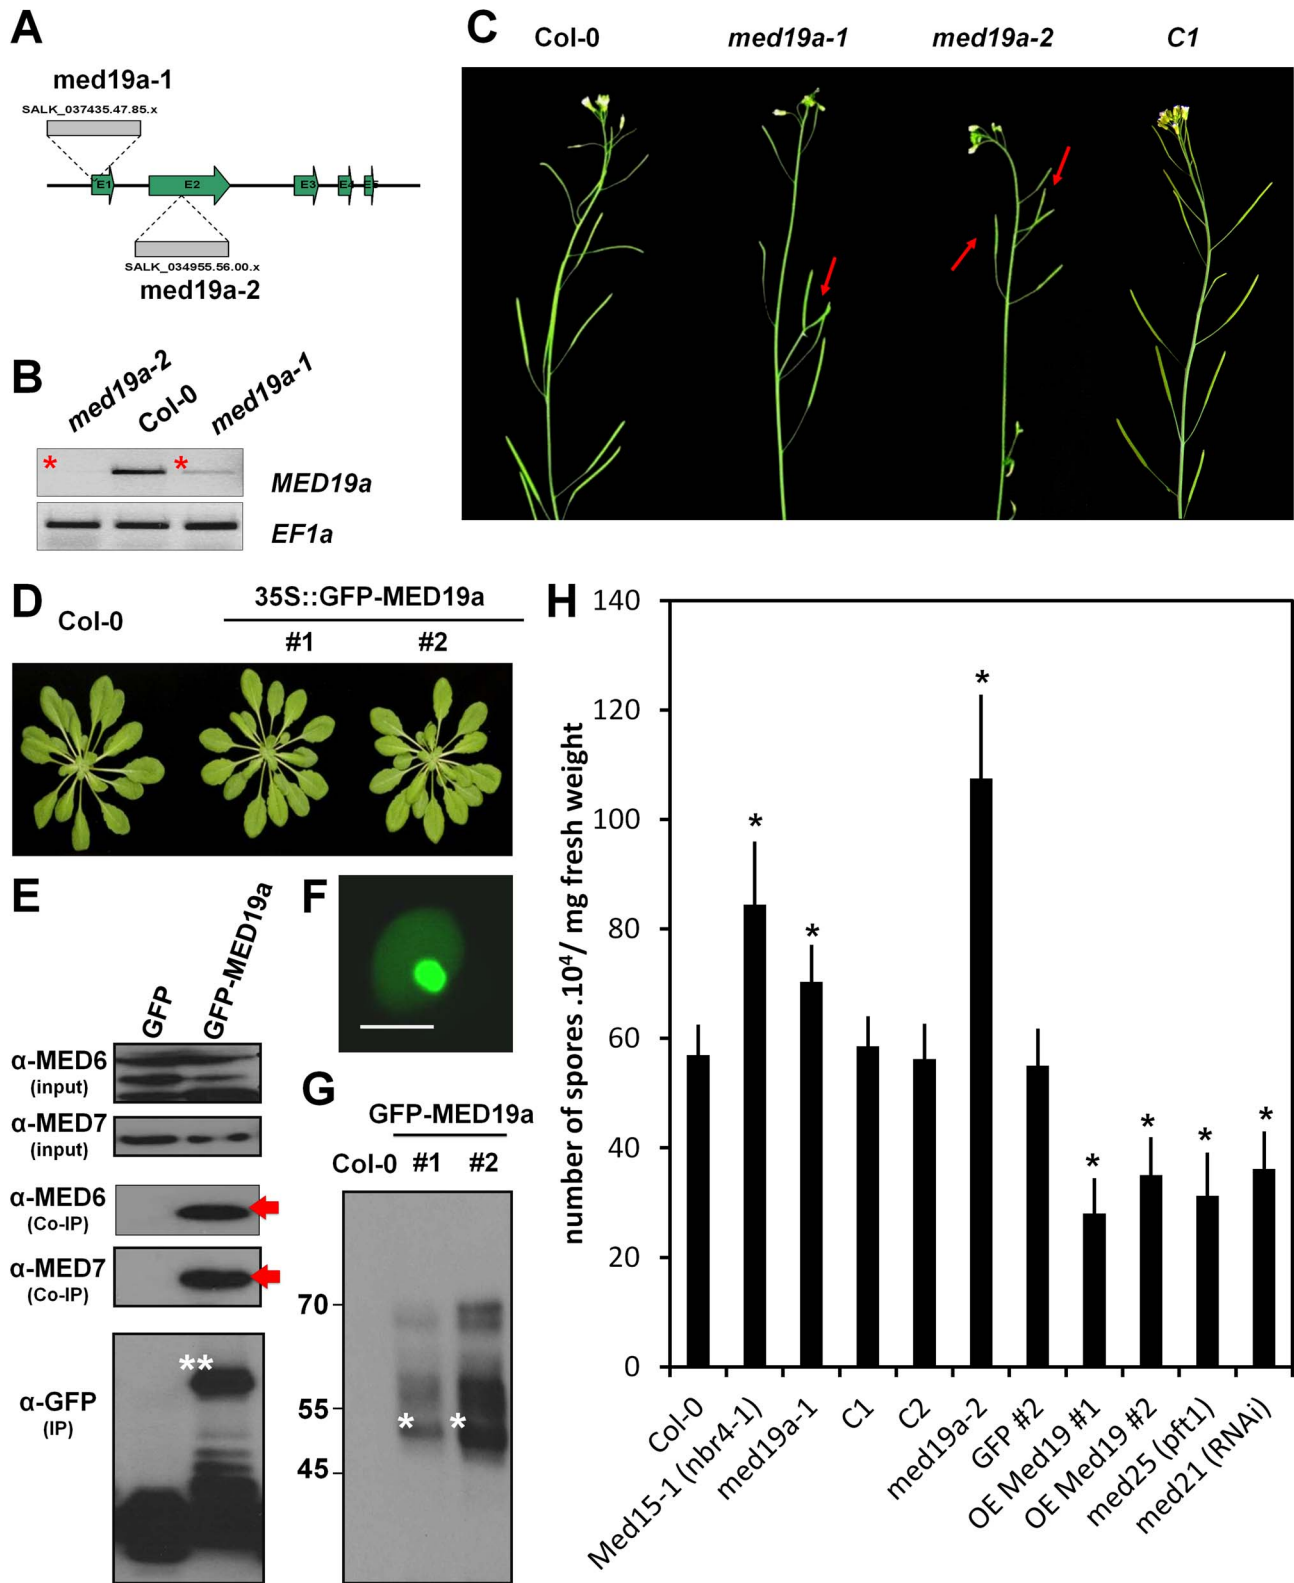 A
med19a-1
SALK_037435.47.85.x
E1 E2 E3 E4 E5
SALK_034955.56.00.x
med19a-2
B
med19a-2 Col-0 med19a-1
* *
MED19a
EF1a
C
Col-0 med19a-1 med19a-2 C1
D
Col-0
35S::GFP-MED19a
#1 #2
E
GFP GFP-MED19a
α-MED6
(input)
α-MED7
(input)
α-MED6
(Co-IP)
α-MED7
(Co-IP)
α-GFP
(IP)
**
F
G
GFP-MED19a
Col-0 #1 #2
70
55
45
* *
H
number of spores .10⁴/ mg fresh weight
140
120
100
80
60
40
20
0
* * * * * * *
Col-0
Med15-1 (nbr4-1)
med19a-1
C1
C2
med19a-2
GFP #2
OE Med19 #1
OE Med19 #2
med25 (pft1)
med21 (RNAi)